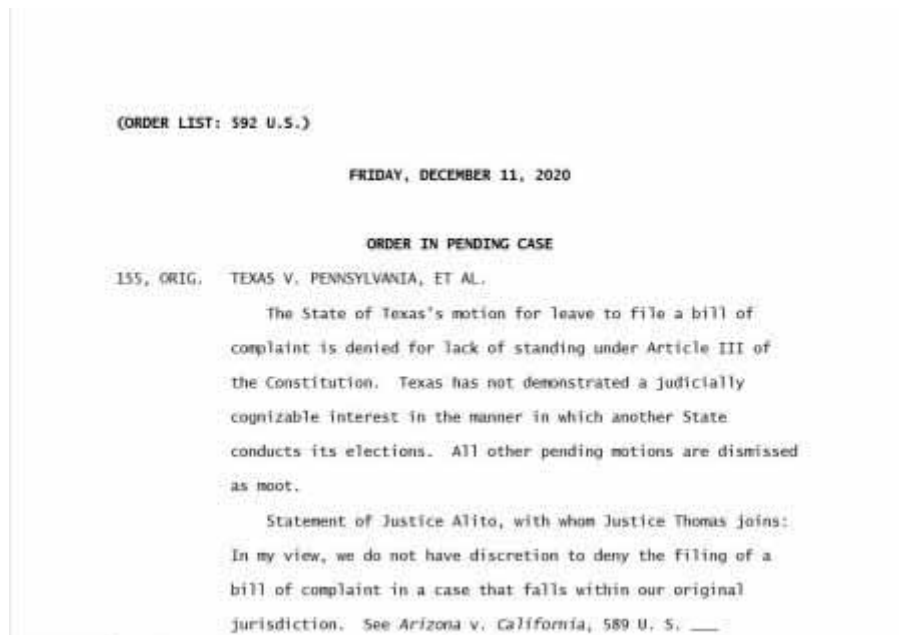 (ORDER LIST: 592 U.S.)
FRIDAY, DECEMBER 11, 2020
ORDER IN PENDING CASE
155, ORIG. TEXAS V. PENNSYLVANIA, ET AL.
The State of Texas's motion for leave to file a bill of
complaint is denied for lack of standing under Article III of
the Constitution. Texas has not demonstrated a judicially
cognizable interest in the manner in which another State
conducts its elections. All other pending motions are dismissed
as moot.
Statement of Justice Alito, with whom Justice Thomas joins:
In my view, we do not have discretion to deny the filing of a
bill of complaint in a case that falls within our original
jurisdiction. See Arizona v. California, 589 U. S. ___